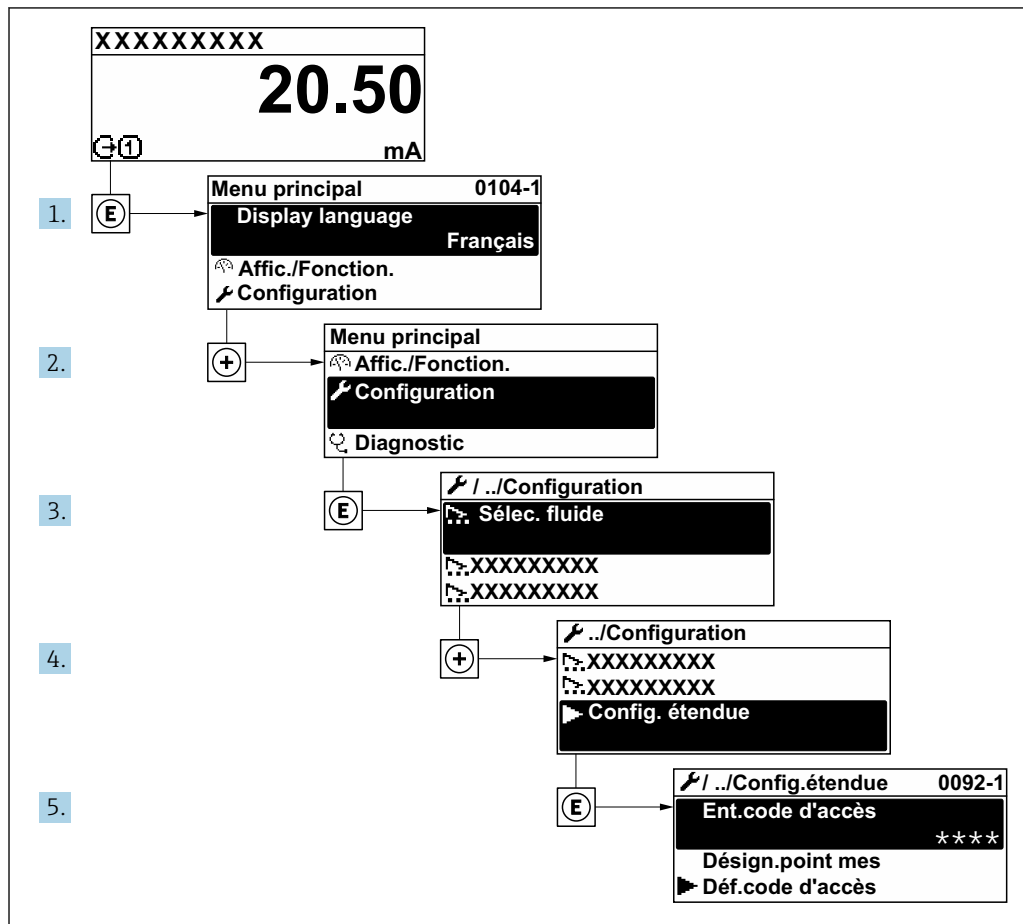 XXXXXXXXX
20.50
1 mA
1.
E
Menu principal 0104-1
Display language
Français
Affic./Fonction.
Configuration
2.
+
Menu principal
Affic./Fonction.
Configuration
Diagnostic
3.
E
/ ../Configuration
Sélec. fluide
XXXXXXXXX
XXXXXXXXX
4.
+
../Configuration
XXXXXXXXX
XXXXXXXXX
Config. étendue
5.
E
/ ../Config.étendue 0092-1
Ent.code d'accès
****
Désign.point mes
Déf.code d'accès